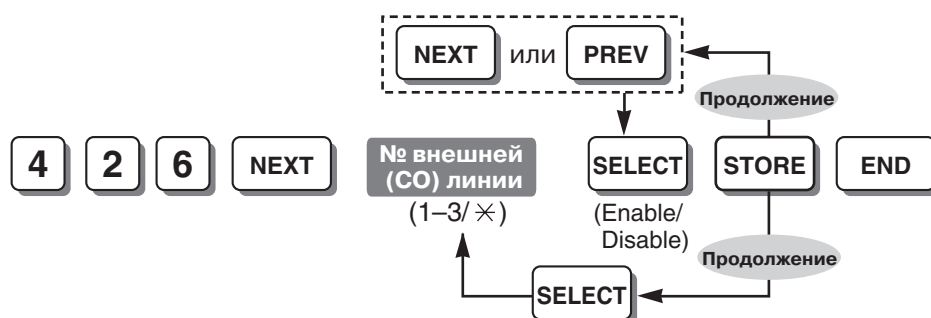 NEXT или PREV
Продолжение
4 2 6 NEXT № внешней (CO) линии SELECT STORE END
(1–3/✳) (Enable/ Disable)
Продолжение
SELECT